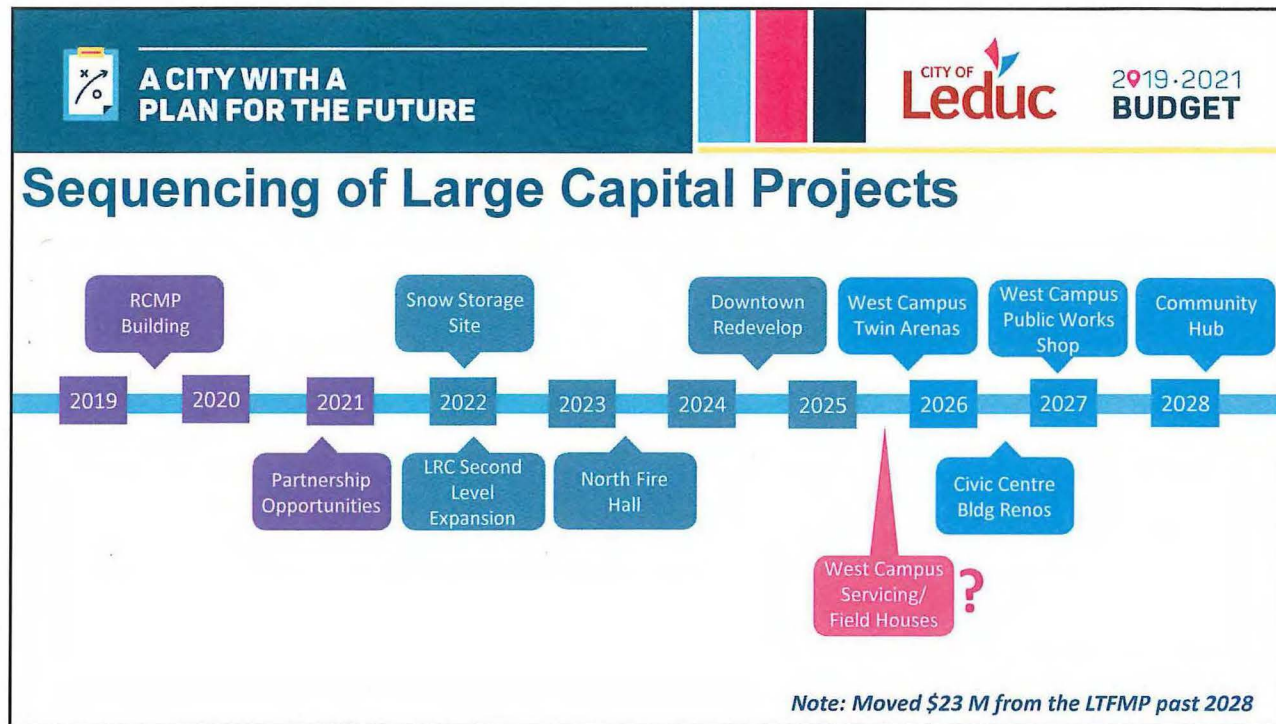 A CITY WITH A
PLAN FOR THE FUTURE
CITY OF
Leduc
2019·2021
BUDGET
Sequencing of Large Capital Projects
RCMP
Building
Snow Storage
Site
Downtown
Redevelop
West Campus
Twin Arenas
West Campus
Public Works
Shop
Community
Hub
2019
2020
2021
2022
2023
2024
2025
2026
2027
2028
Partnership
Opportunities
LRC Second
Level
Expansion
North Fire
Hall
Civic Centre
Bldg Renos
West Campus
Servicing/
Field Houses
?
Note: Moved $23 M from the LTFMP past 2028